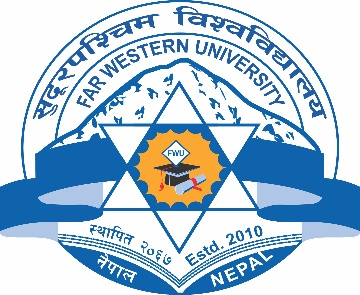 सुदूरपश्चिम विश्वविद्यालय
FAR WESTERN UNIVERSITY
FWU
स्थापित २०६७ Estd. 2010
नेपाल NEPAL